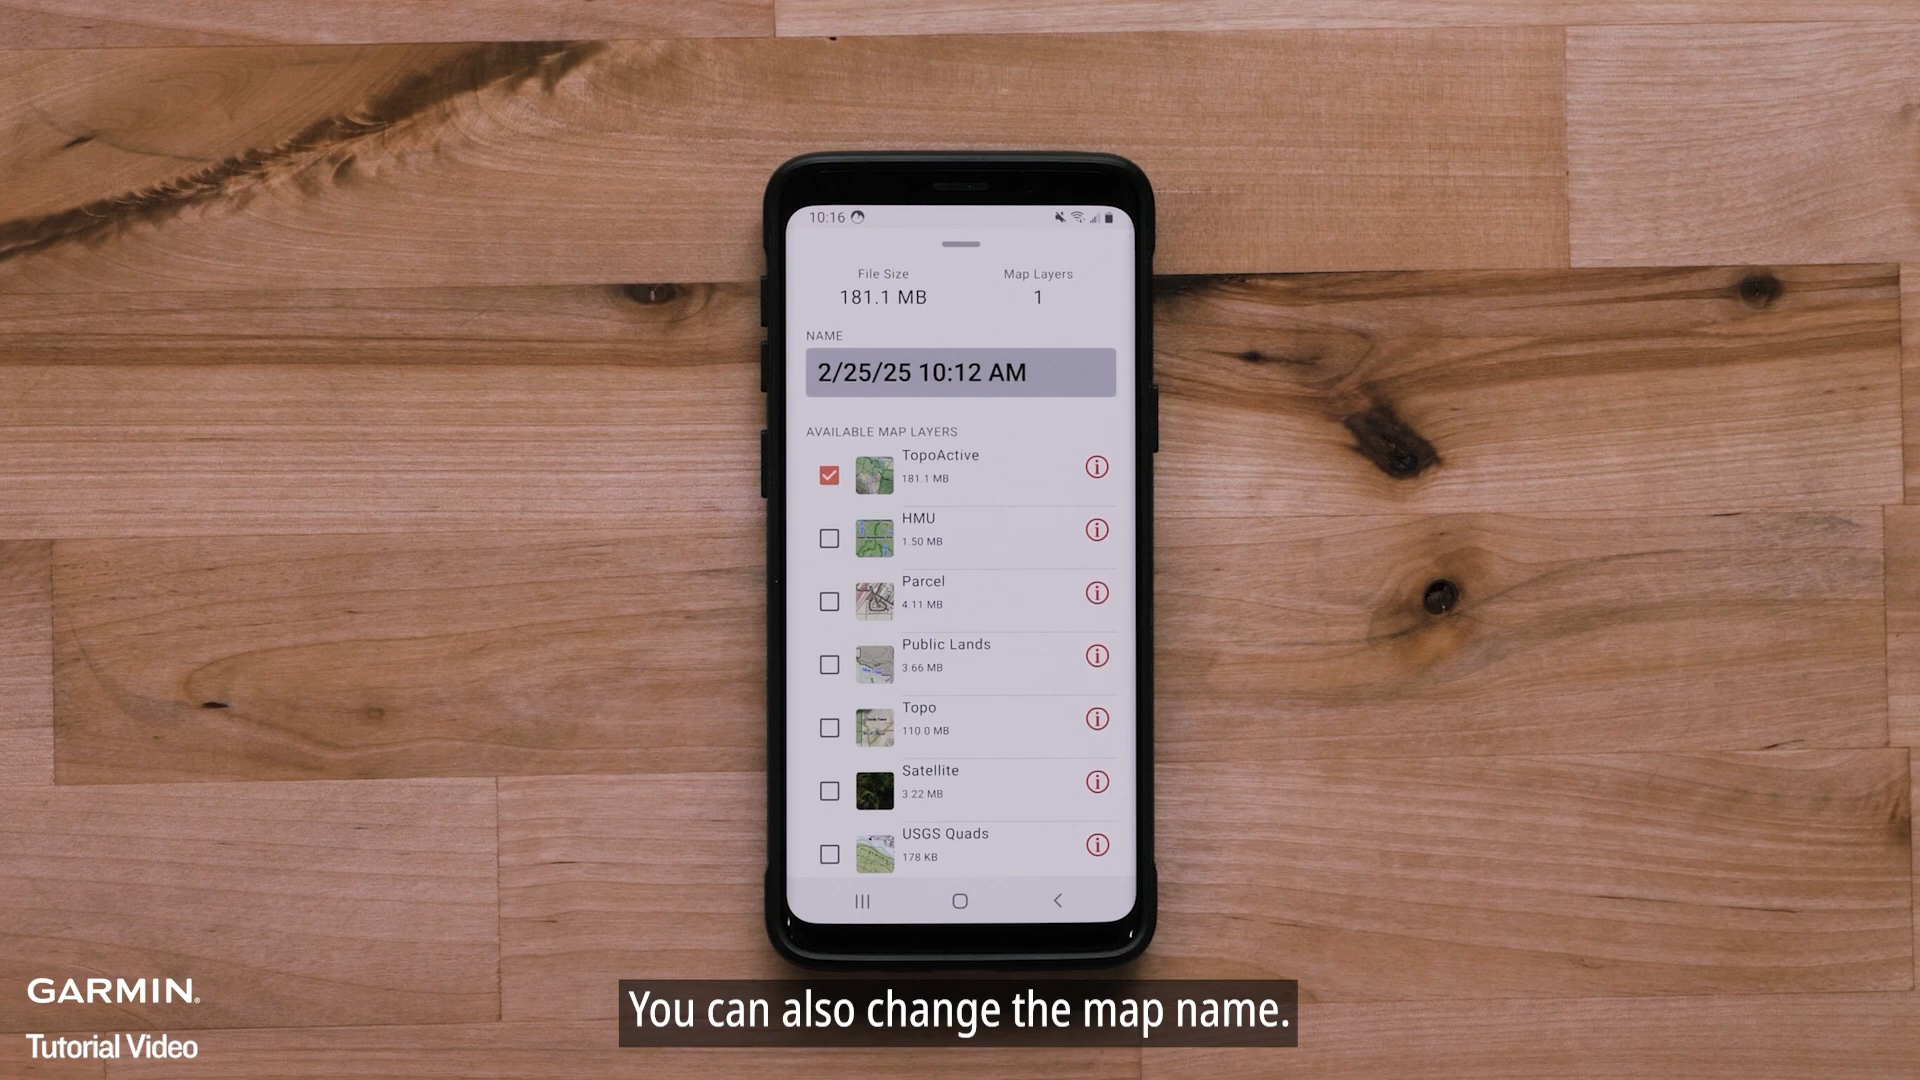 10:16
File Size
Map Layers
181.1 MB
1
NAME
2/25/25 10:12 AM
AVAILABLE MAP LAYERS
TopoActive
181.1 MB
HMU
1.50 MB
Parcel
4.11 MB
Public Lands
3.66 MB
Topo
110.0 MB
Satellite
3.22 MB
USGS Quads
178 KB
GARMIN®
Tutorial Video
You can also change the map name.